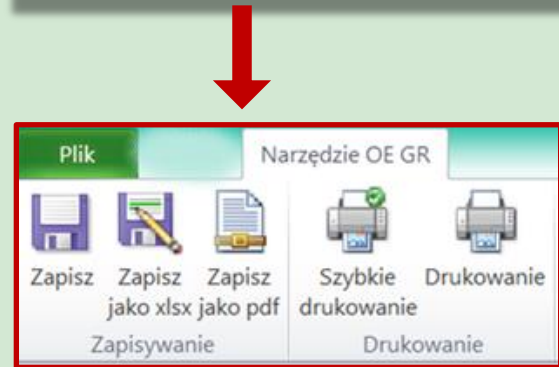 Plik
Narzędzie OE GR
Zapisz Zapisz jako xlsx Zapisz jako pdf Szybkie drukowanie Drukowanie
Zapisywanie Drukowanie